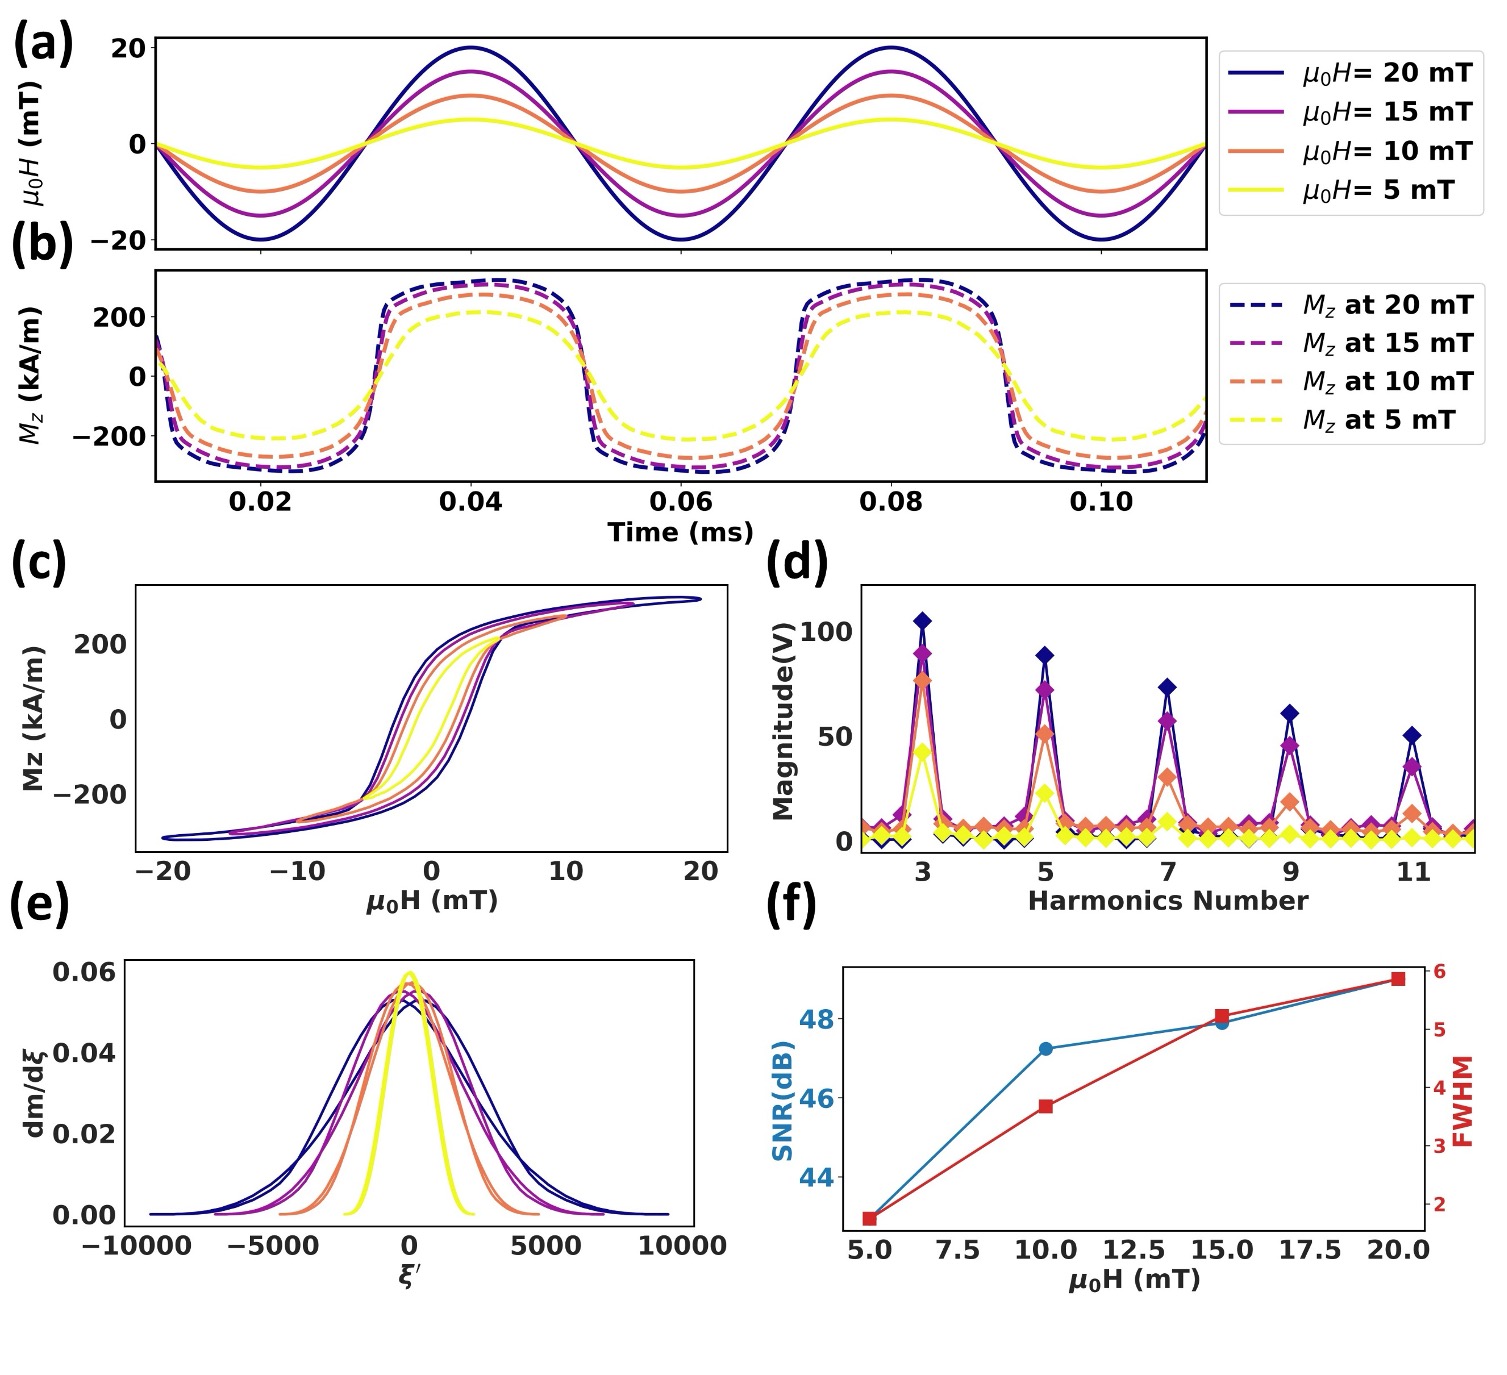 (a)
μ₀H (mT)
20
0
−20
μ₀H= 20 mT
μ₀H= 15 mT
μ₀H= 10 mT
μ₀H= 5 mT
(b)
M_z (kA/m)
200
0
−200
0.02 0.04 0.06 0.08 0.10
Time (ms)
M_z at 20 mT
M_z at 15 mT
M_z at 10 mT
M_z at 5 mT
(c)
Mz (kA/m)
200
0
−200
−20 −10 0 10 20
μ₀H (mT)
(d)
Magnitude(V)
100
50
0
3 5 7 9 11
Harmonics Number
(e)
dm/dξ
0.06
0.04
0.02
0.00
−10000 −5000 0 5000 10000
ξ′
(f)
SNR(dB)
48
46
44
6
5
4
3
2
FWHM
5.0 7.5 10.0 12.5 15.0 17.5 20.0
μ₀H (mT)